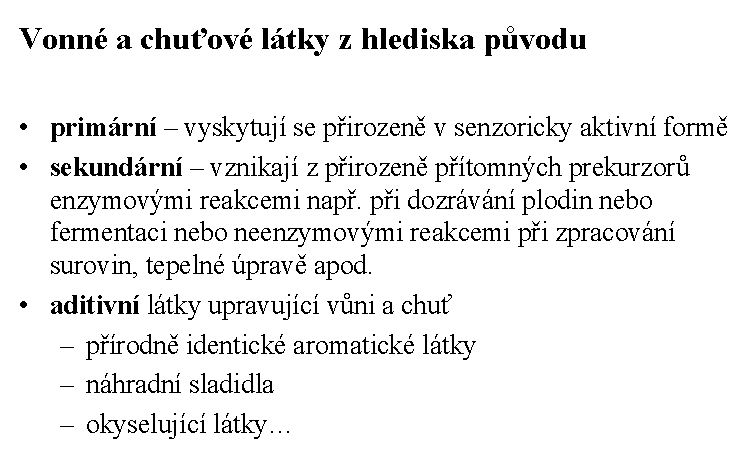 Vonné a chuťové látky z hlediska původu
• primární – vyskytují se přirozeně v senzoricky aktivní formě
• sekundární – vznikají z přirozeně přítomných prekurzorů
enzymovými reakcemi např. při dozrávání plodin nebo
fermentaci nebo neenzymovými reakcemi při zpracování
surovin, tepelné úpravě apod.
• aditivní látky upravující vůni a chuť
– přírodně identické aromatické látky
– náhradní sladidla
– okyselující látky…